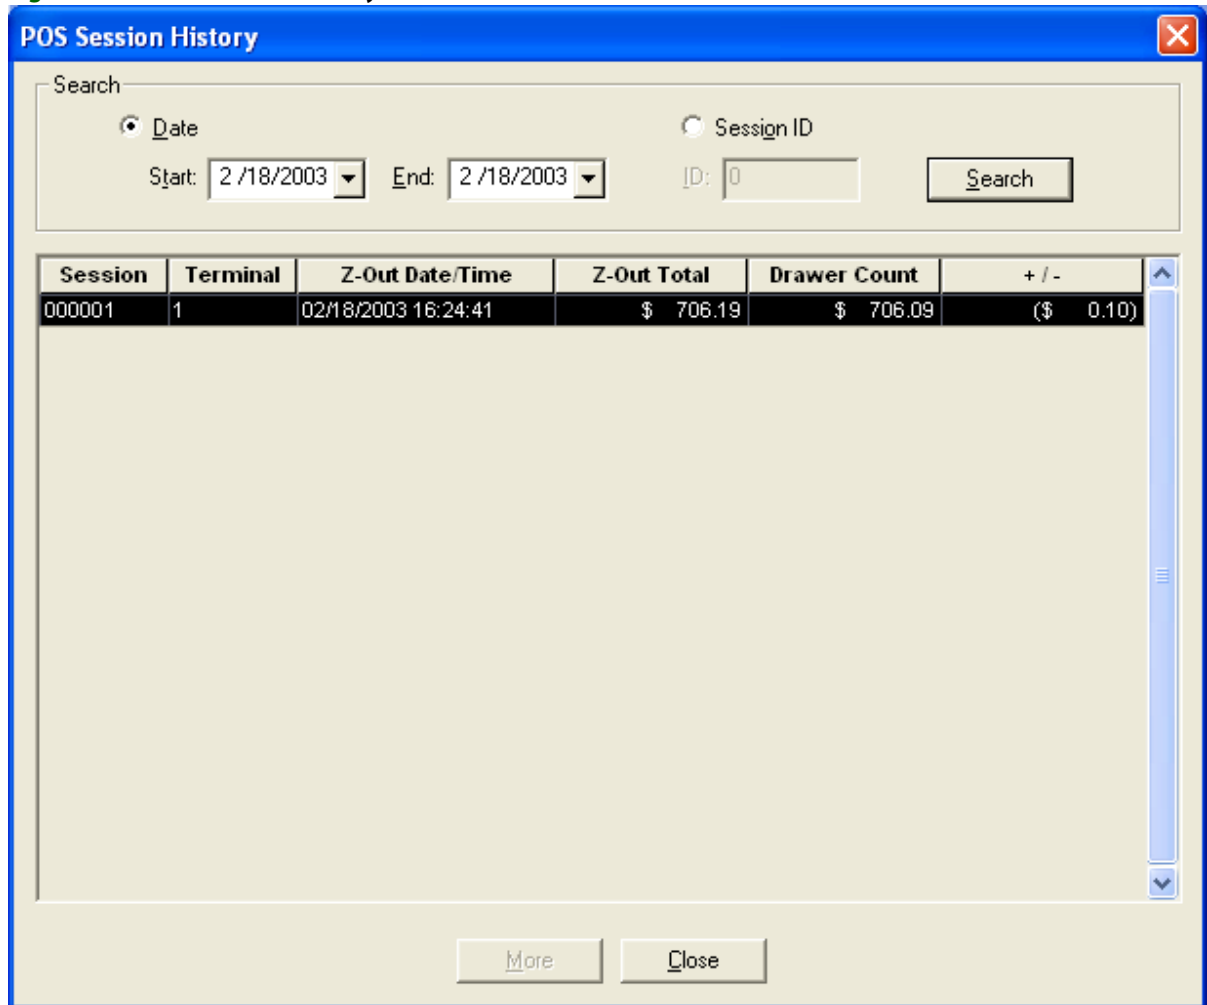 POS Session History
Search
Date
Session ID
Start: 2 /18/2003 End: 2 /18/2003 ID: 0 Search
Session Terminal Z-Out Date/Time Z-Out Total Drawer Count + / -
000001 1 02/18/2003 16:24:41 $ 706.19 $ 706.09 ($ 0.10)
More Close